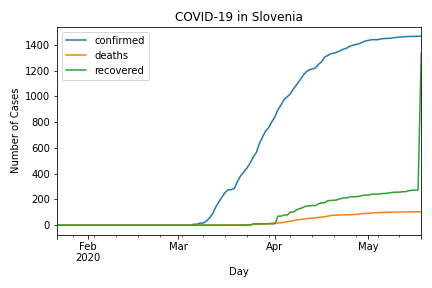 COVID-19 in Slovenia
confirmed
deaths
recovered
Number of Cases
1400
1200
1000
800
600
400
200
0
Feb
2020
Mar
Apr
May
Day